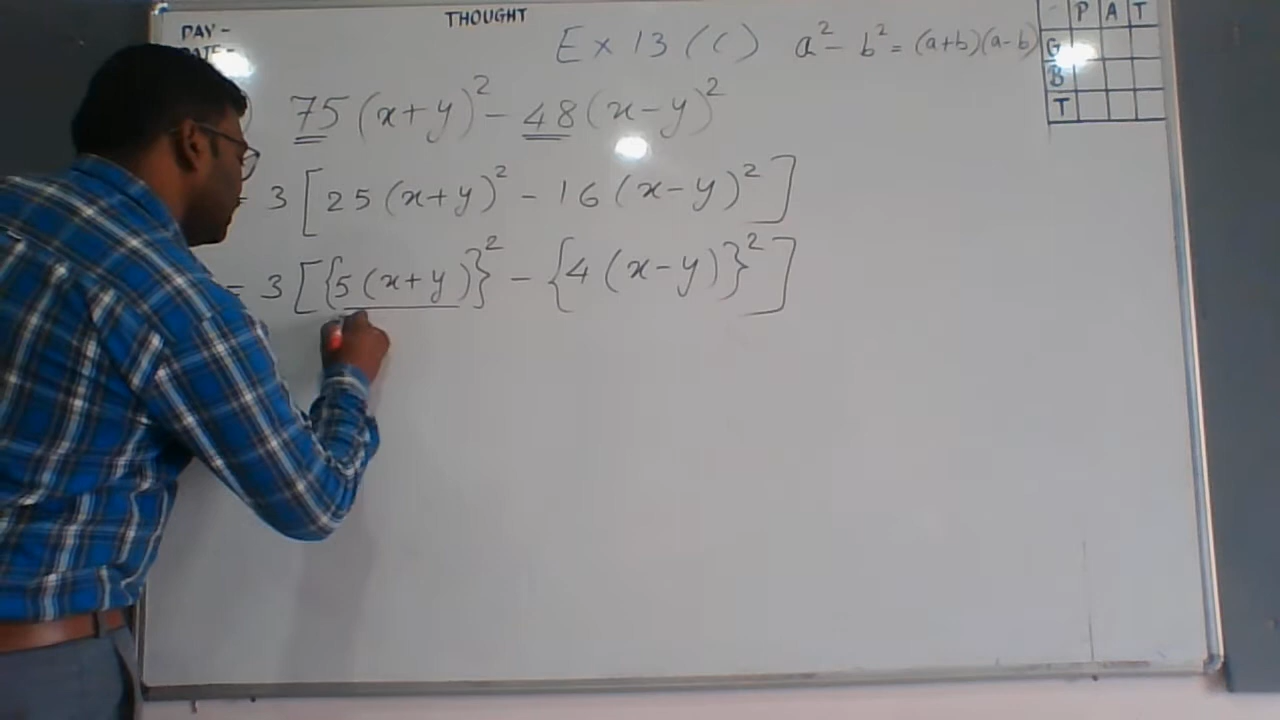 THOUGHT
DAY -
DATE -
Ex 13 (C) a² - b² = (a+b)(a-b)
P A T
G
B
T
75 (x+y)² - 48 (x-y)²
= 3 [25 (x+y)² - 16 (x-y)²]
= 3 [{5 (x+y)}² - {4 (x-y)}²]